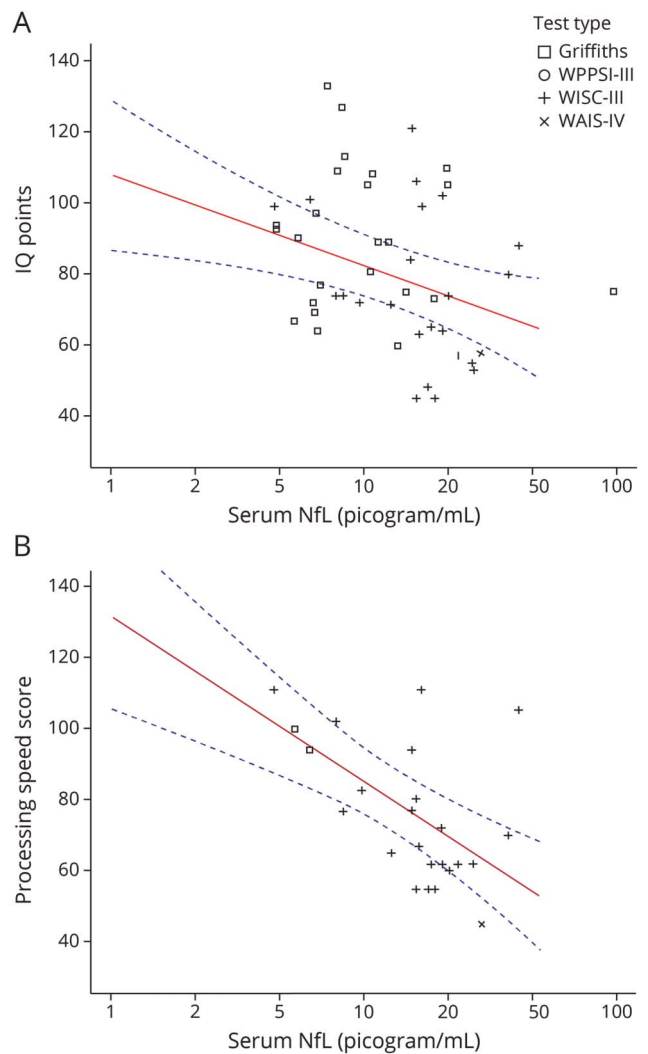 A
Test type
Griffiths
WPPSI-III
WISC-III
WAIS-IV
140
120
100
80
60
40
IQ points
1 2 5 10 20 50 100
Serum NfL (picogram/mL)
B
140
120
100
80
60
40
Processing speed score
1 2 5 10 20 50 100
Serum NfL (picogram/mL)